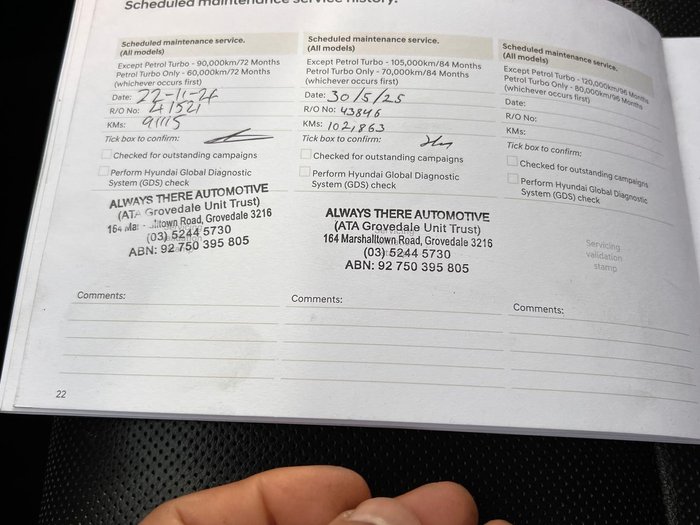 Scheduled maintenance service history.
Scheduled maintenance service.
(All models)
Except Petrol Turbo - 90,000km/72 Months
Petrol Turbo Only - 60,000km/72 Months
(whichever occurs first)
Date: 22-11-24
R/O No: 41521
KMs: 91115
Tick box to confirm:
Checked for outstanding campaigns
Perform Hyundai Global Diagnostic
System (GDS) check
ALWAYS THERE AUTOMOTIVE
(ATA Grovedale Unit Trust)
164 Mar lltown Road, Grovedale 3216
(03) 5244 5730
ABN: 92 750 395 805
Comments:
Scheduled maintenance service.
(All models)
Except Petrol Turbo - 105,000km/84 Months
Petrol Turbo Only - 70,000km/84 Months
(whichever occurs first)
Date: 30/5/25
R/O No: 43846
KMs: 102,863
Tick box to confirm:
Checked for outstanding campaigns
Perform Hyundai Global Diagnostic
System (GDS) check
ALWAYS THERE AUTOMOTIVE
(ATA Grovedale Unit Trust)
164 Marshalltown Road, Grovedale 3216
(03) 5244 5730
ABN: 92 750 395 805
Comments:
Scheduled maintenance service.
(All models)
Except Petrol Turbo - 120,000km/96 Months
Petrol Turbo Only - 80,000km/96 Months
(whichever occurs first)
Date:
R/O No:
KMs:
Tick box to confirm:
Checked for outstanding campaigns
Perform Hyundai Global Diagnostic
System (GDS) check
Servicing
validation
stamp
Comments:
22